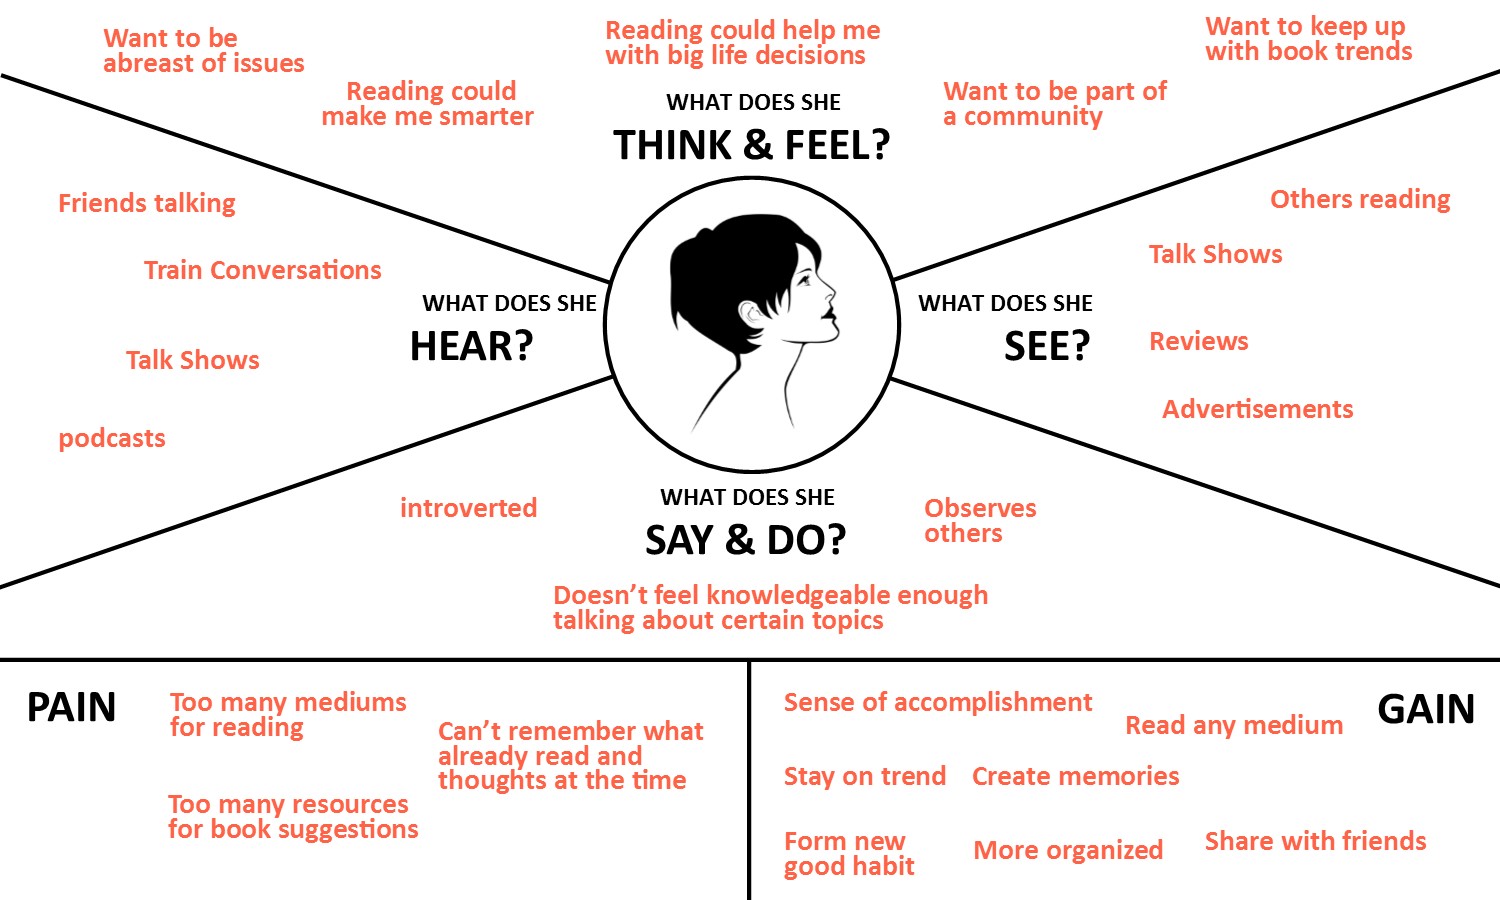 Want to be
abreast of issues
Reading could
make me smarter
Reading could help me
with big life decisions
Want to be part of
a community
Want to keep up
with book trends
WHAT DOES SHE
THINK & FEEL?
Friends talking
Train Conversations
Talk Shows
podcasts
WHAT DOES SHE
HEAR?
WHAT DOES SHE
SEE?
Others reading
Talk Shows
Reviews
Advertisements
WHAT DOES SHE
SAY & DO?
introverted
Observes
others
Doesn’t feel knowledgeable enough
talking about certain topics
PAIN
Too many mediums
for reading
Can’t remember what
already read and
thoughts at the time
Too many resources
for book suggestions
GAIN
Sense of accomplishment
Read any medium
Stay on trend
Create memories
Form new
good habit
More organized
Share with friends